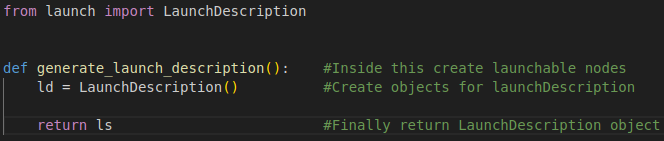 from launch import LaunchDescription
def generate_launch_description():    #Inside this create launchable nodes
    ld = LaunchDescription()          #Create objects for launchDescription
    return ls                         #Finally return LaunchDescription object